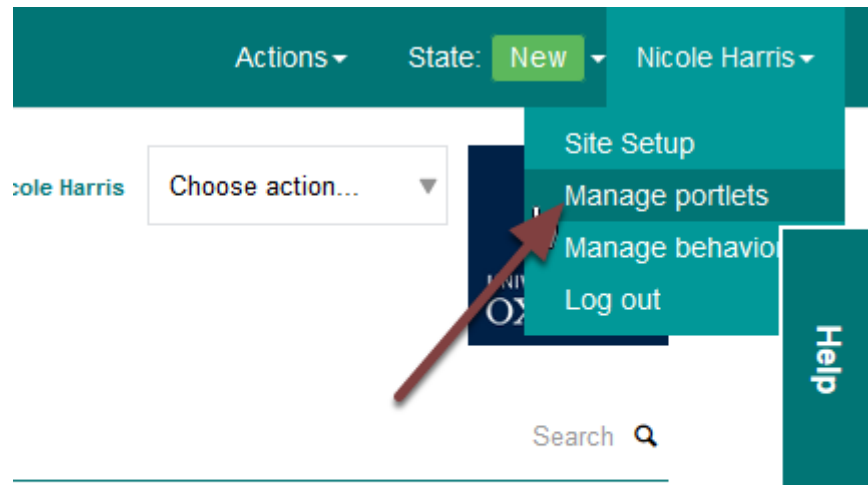 Actions State: New Nicole Harris
Site Setup
cole Harris Choose action... Manage portlets
Manage behavio
Log out
Help
Search